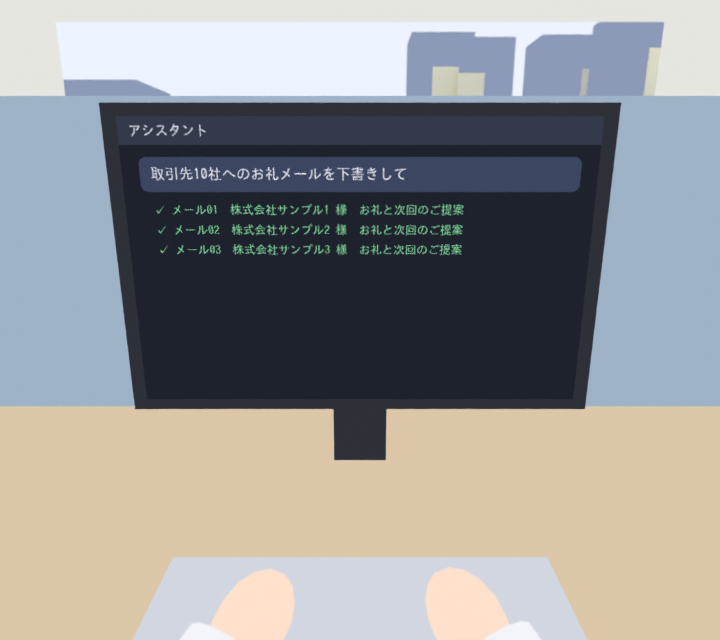 アシスタント
取引先10社へのお礼メールを下書きして
✓ メール01 株式会社サンプル1 様 お礼と次回のご提案
✓ メール02 株式会社サンプル2 様 お礼と次回のご提案
✓ メール03 株式会社サンプル3 様 お礼と次回のご提案